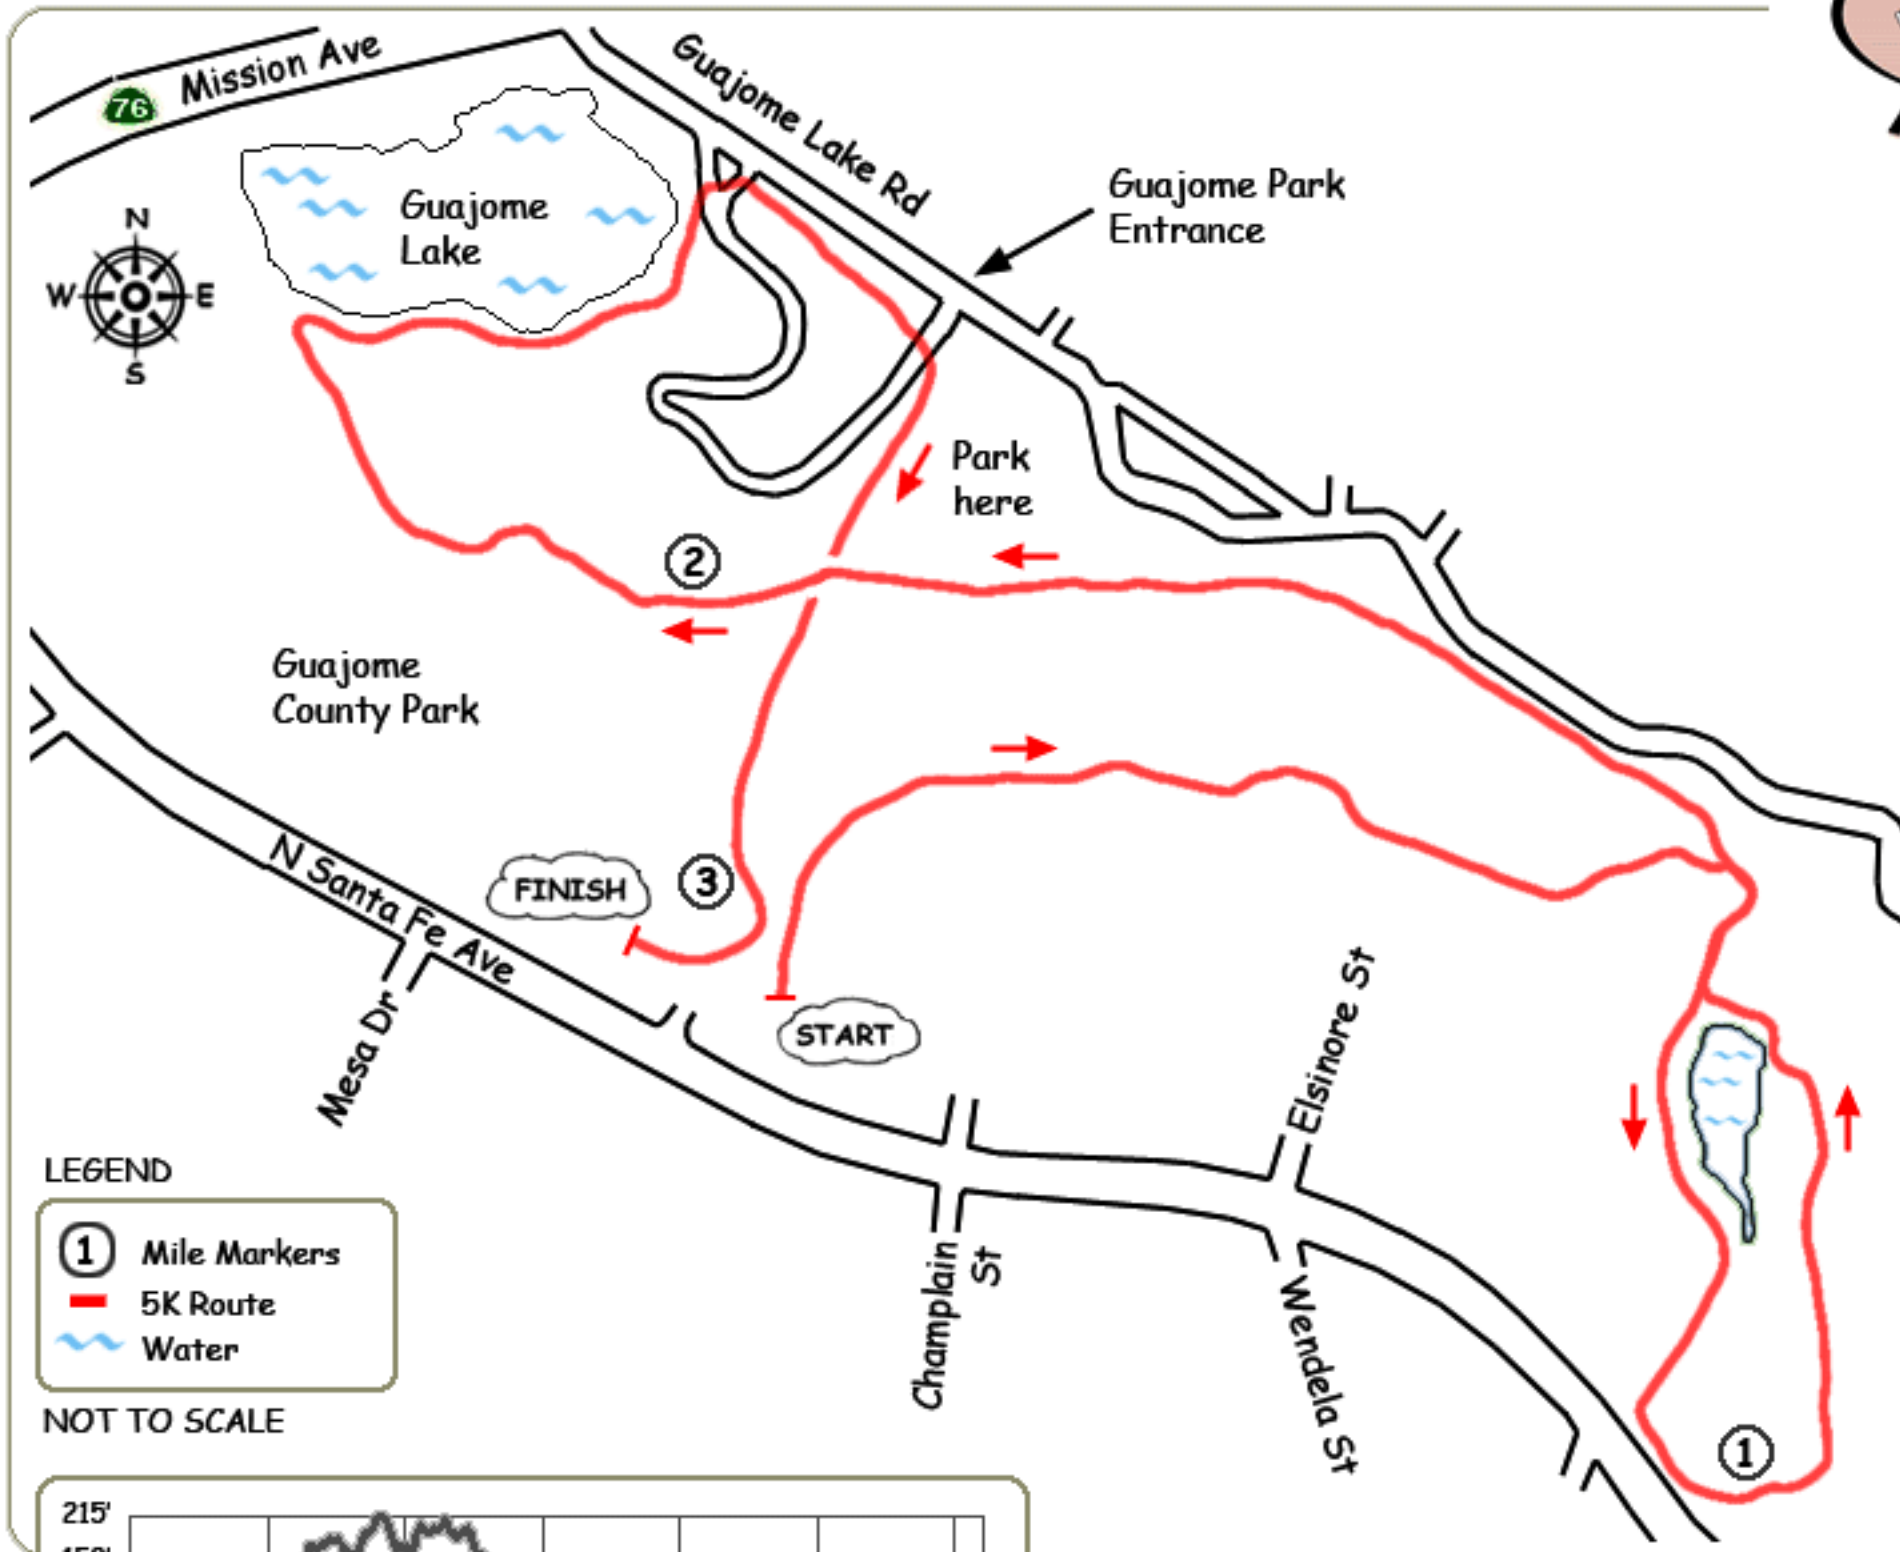 76
Mission Ave
Guajome Lake Rd
Guajome Park
Entrance
N
W
E
S
Guajome
Lake
Park
here
2
Guajome
County Park
N Santa Fe Ave
FINISH
3
START
Mesa Dr
Elsinore St
Champlain
St
Wendela St
1
LEGEND
1 Mile Markers
5K Route
Water
NOT TO SCALE
215'